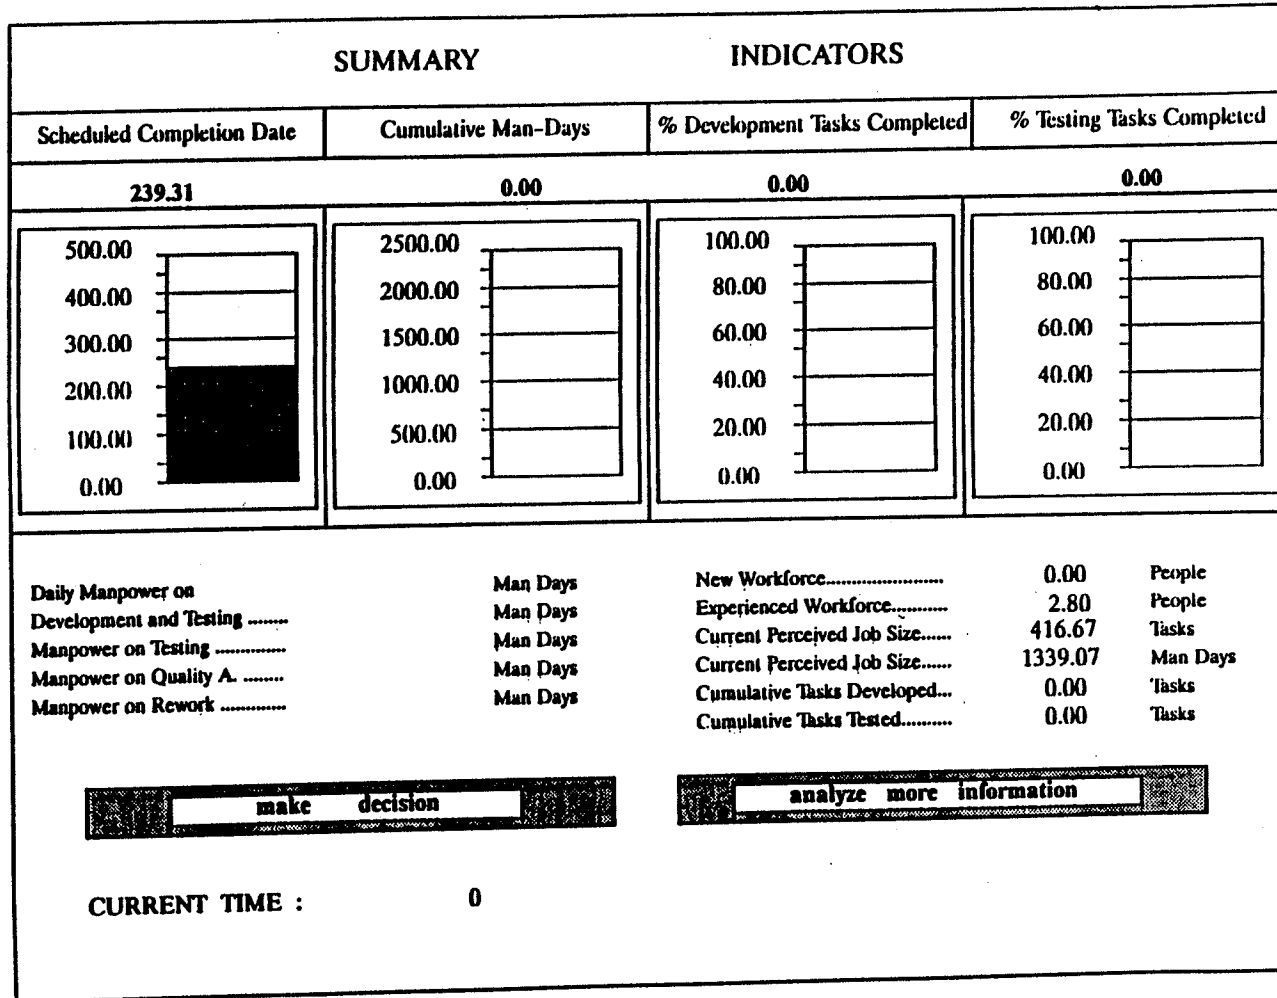 SUMMARY INDICATORS
Scheduled Completion Date Cumulative Man-Days % Development Tasks Completed % Testing Tasks Completed
239.31 0.00 0.00 0.00
500.00 2500.00 100.00 100.00
400.00 2000.00 80.00 80.00
300.00 1500.00 60.00 60.00
200.00 1000.00 40.00 40.00
100.00 500.00 20.00 20.00
0.00 0.00 0.00 0.00
Daily Manpower on Man Days
Development and Testing ........ Man Days
Manpower on Testing .............. Man Days
Manpower on Quality A. ........ Man Days
Manpower on Rework ............. Man Days
New Workforce........................ 0.00 People
Experienced Workforce........... 2.80 People
Current Perceived Job Size...... 416.67 Tasks
Current Perceived Job Size...... 1339.07 Man Days
Cumulative Tasks Developed... 0.00 Tasks
Cumulative Tasks Tested.......... 0.00 Tasks
make decision
analyze more information
CURRENT TIME : 0